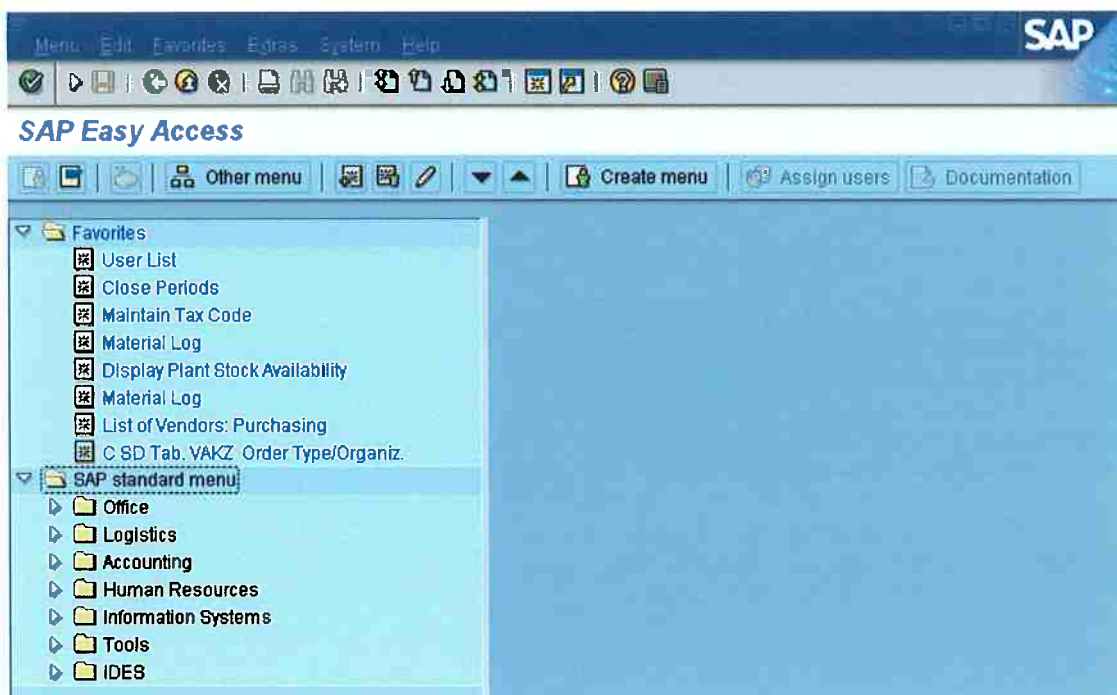 Menu Edit Favorites Extras System Help
SAP
SAP Easy Access
Other menu Create menu Assign users Documentation
Favorites
User List
Close Periods
Maintain Tax Code
Material Log
Display Plant Stock Availability
Material Log
List of Vendors: Purchasing
C SD Tab. VAKZ Order Type/Organiz.
SAP standard menu
Office
Logistics
Accounting
Human Resources
Information Systems
Tools
IDES